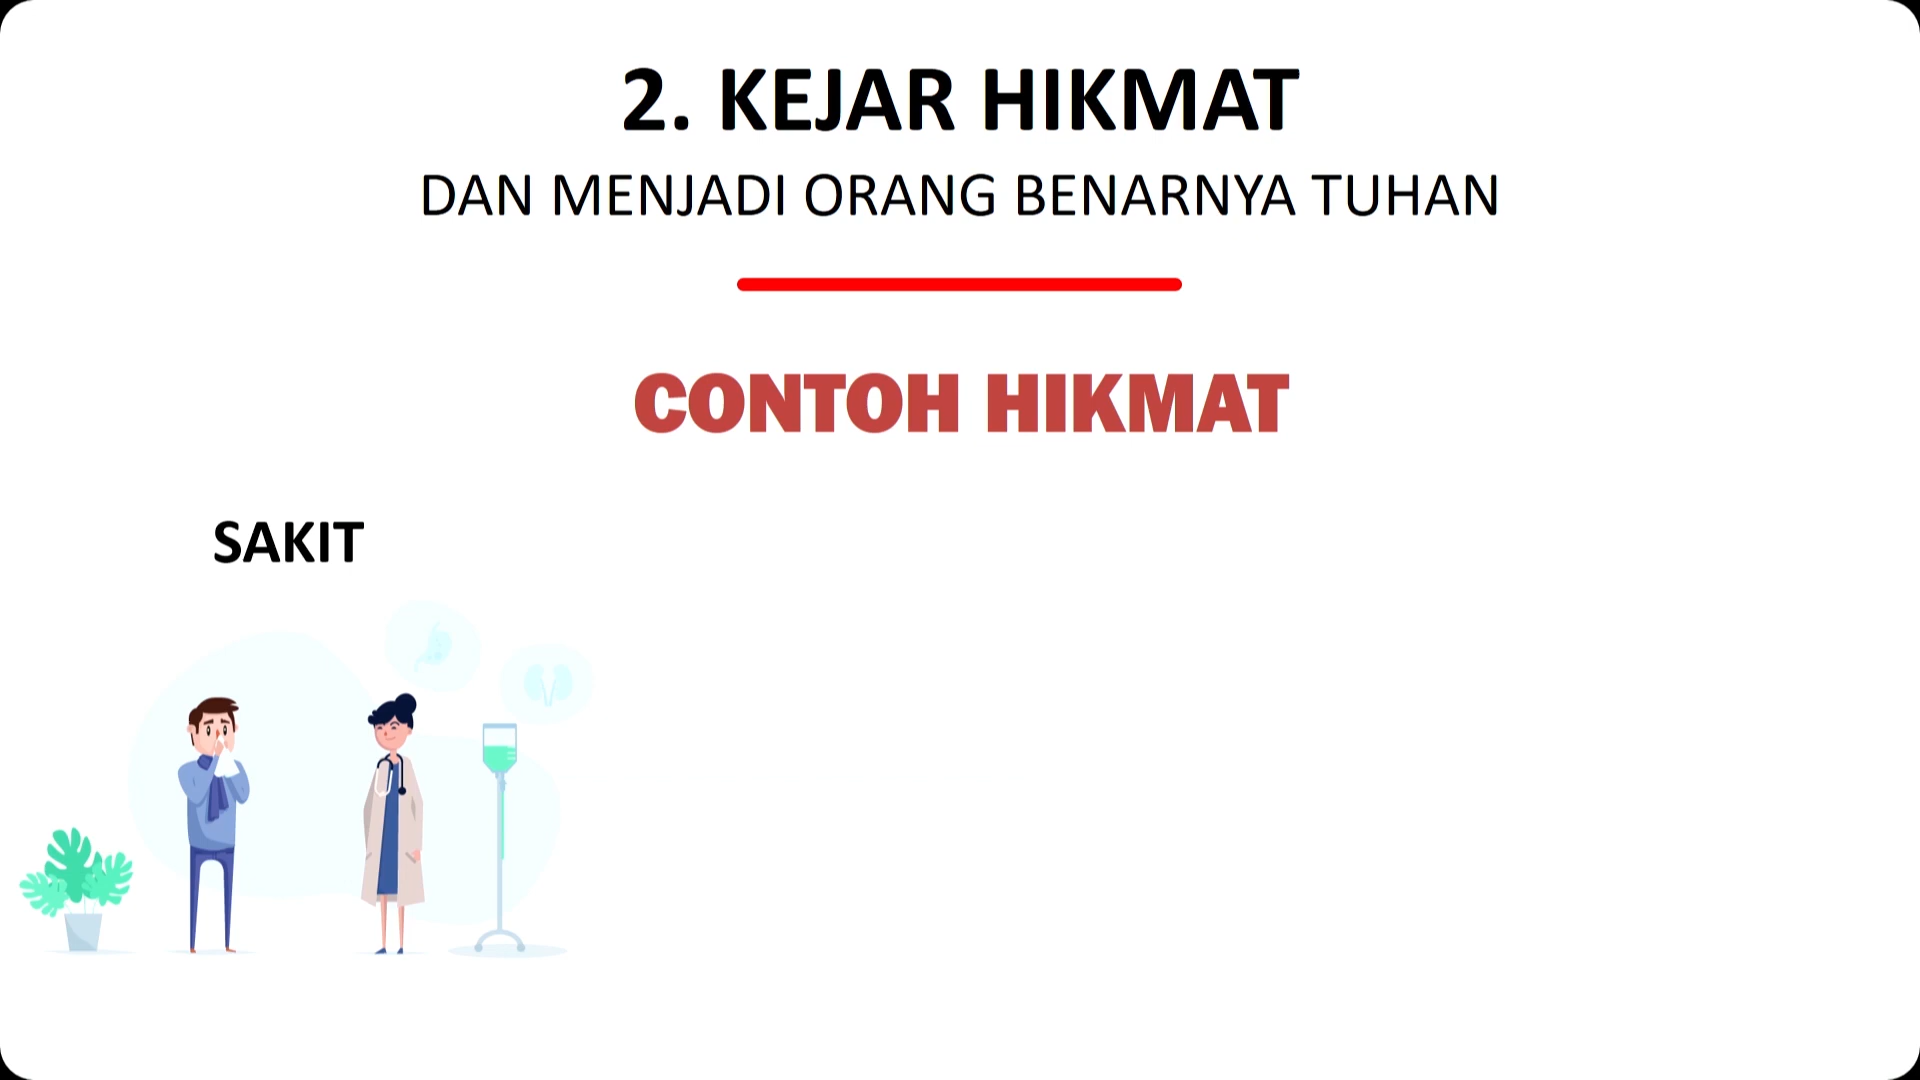 2. KEJAR HIKMAT
DAN MENJADI ORANG BENARNYA TUHAN
CONTOH HIKMAT
SAKIT